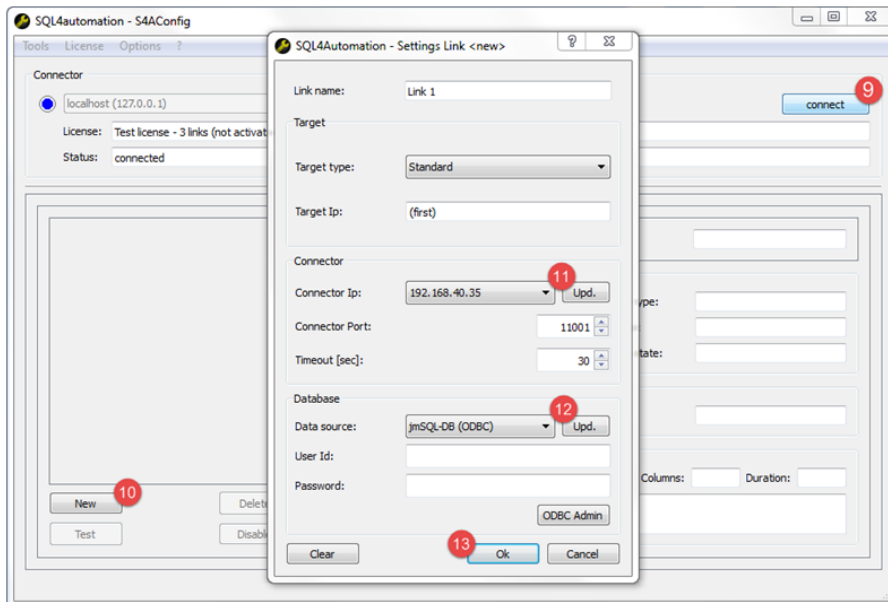 SQL4automation - S4AConfig
Tools License Options ?
Connector
localhost (127.0.0.1)
connect
9
License: Test license - 3 links (not activat
Status: connected
SQL4Automation - Settings Link <new>
Link name: Link 1
Target
Target type: Standard
Target Ip: (first)
Connector
11
Connector Ip: 192.168.40.35 Upd.
Connector Port: 11001
Timeout [sec]: 30
Database
12
Data source: jmSQL-DB (ODBC) Upd.
User Id:
Password:
ODBC Admin
13
Clear Ok Cancel
ype:
tate:
Columns: Duration:
10
New Delete
Test Disabl